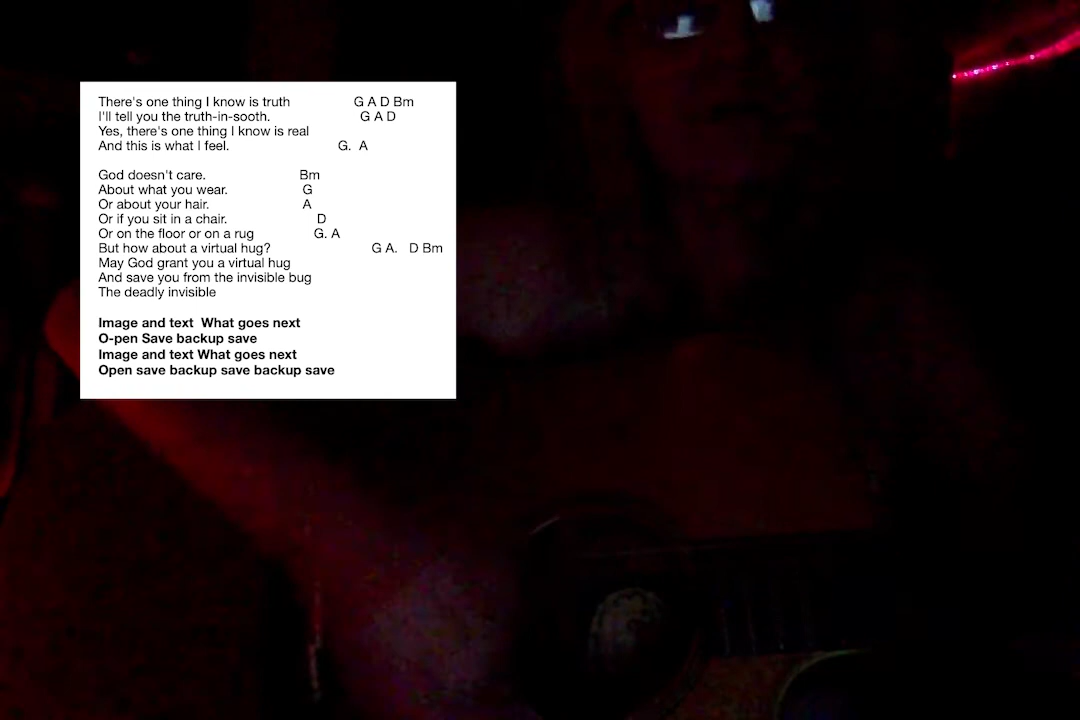 There's one thing I know is truth G A D Bm
I'll tell you the truth-in-sooth. G A D
Yes, there's one thing I know is real
And this is what I feel. G. A
God doesn't care. Bm
About what you wear. G
Or about your hair. A
Or if you sit in a chair. D
Or on the floor or on a rug G. A
But how about a virtual hug? G A. D Bm
May God grant you a virtual hug
And save you from the invisible bug
The deadly invisible
Image and text What goes next
O-pen Save backup save
Image and text What goes next
Open save backup save backup save